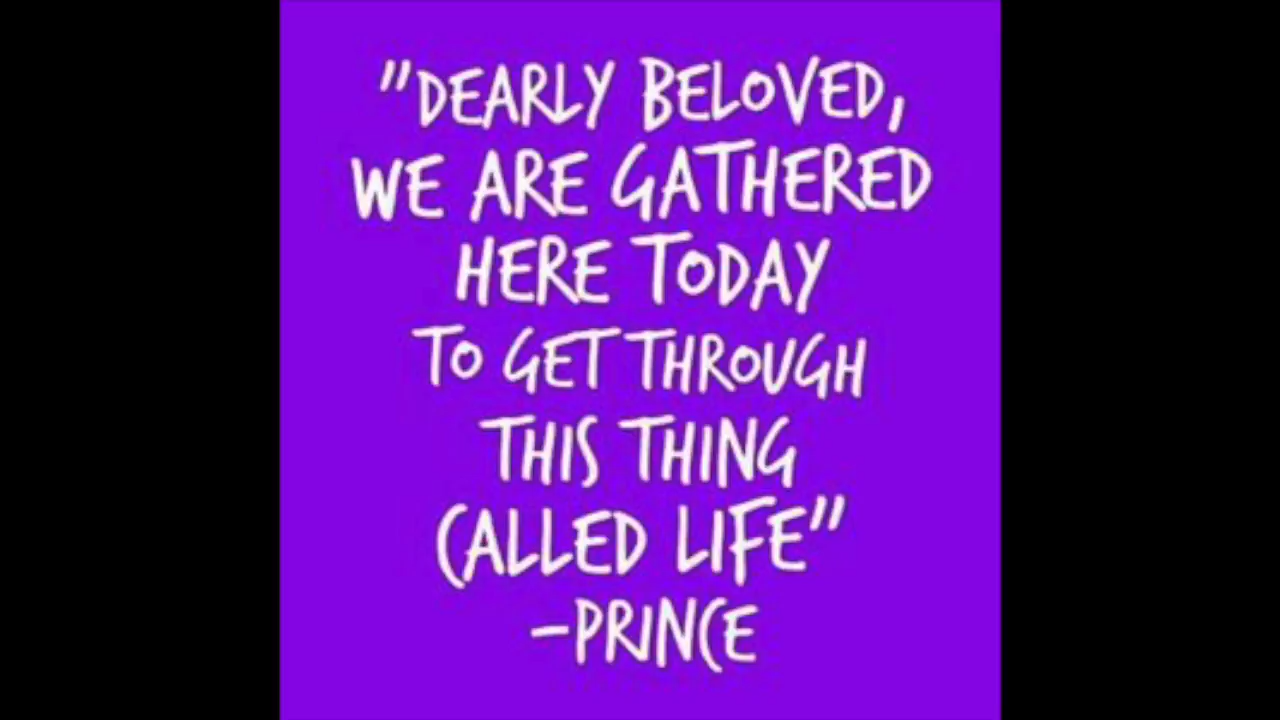 "DEARLY BELOVED,
WE ARE GATHERED
HERE TODAY
TO GET THROUGH
THIS THING
CALLED LIFE"
-PRINCE